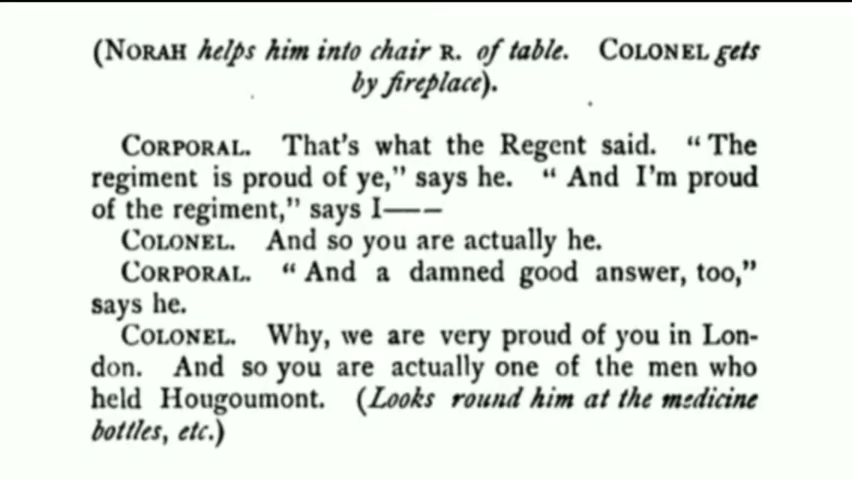 (NORAH helps him into chair R. of table. COLONEL gets
by fireplace).
CORPORAL. That's what the Regent said. "The
regiment is proud of ye," says he. "And I'm proud
of the regiment," says I——
COLONEL. And so you are actually he.
CORPORAL. "And a damned good answer, too,"
says he.
COLONEL. Why, we are very proud of you in Lon-
don. And so you are actually one of the men who
held Hougoumont. (Looks round him at the medicine
bottles, etc.)